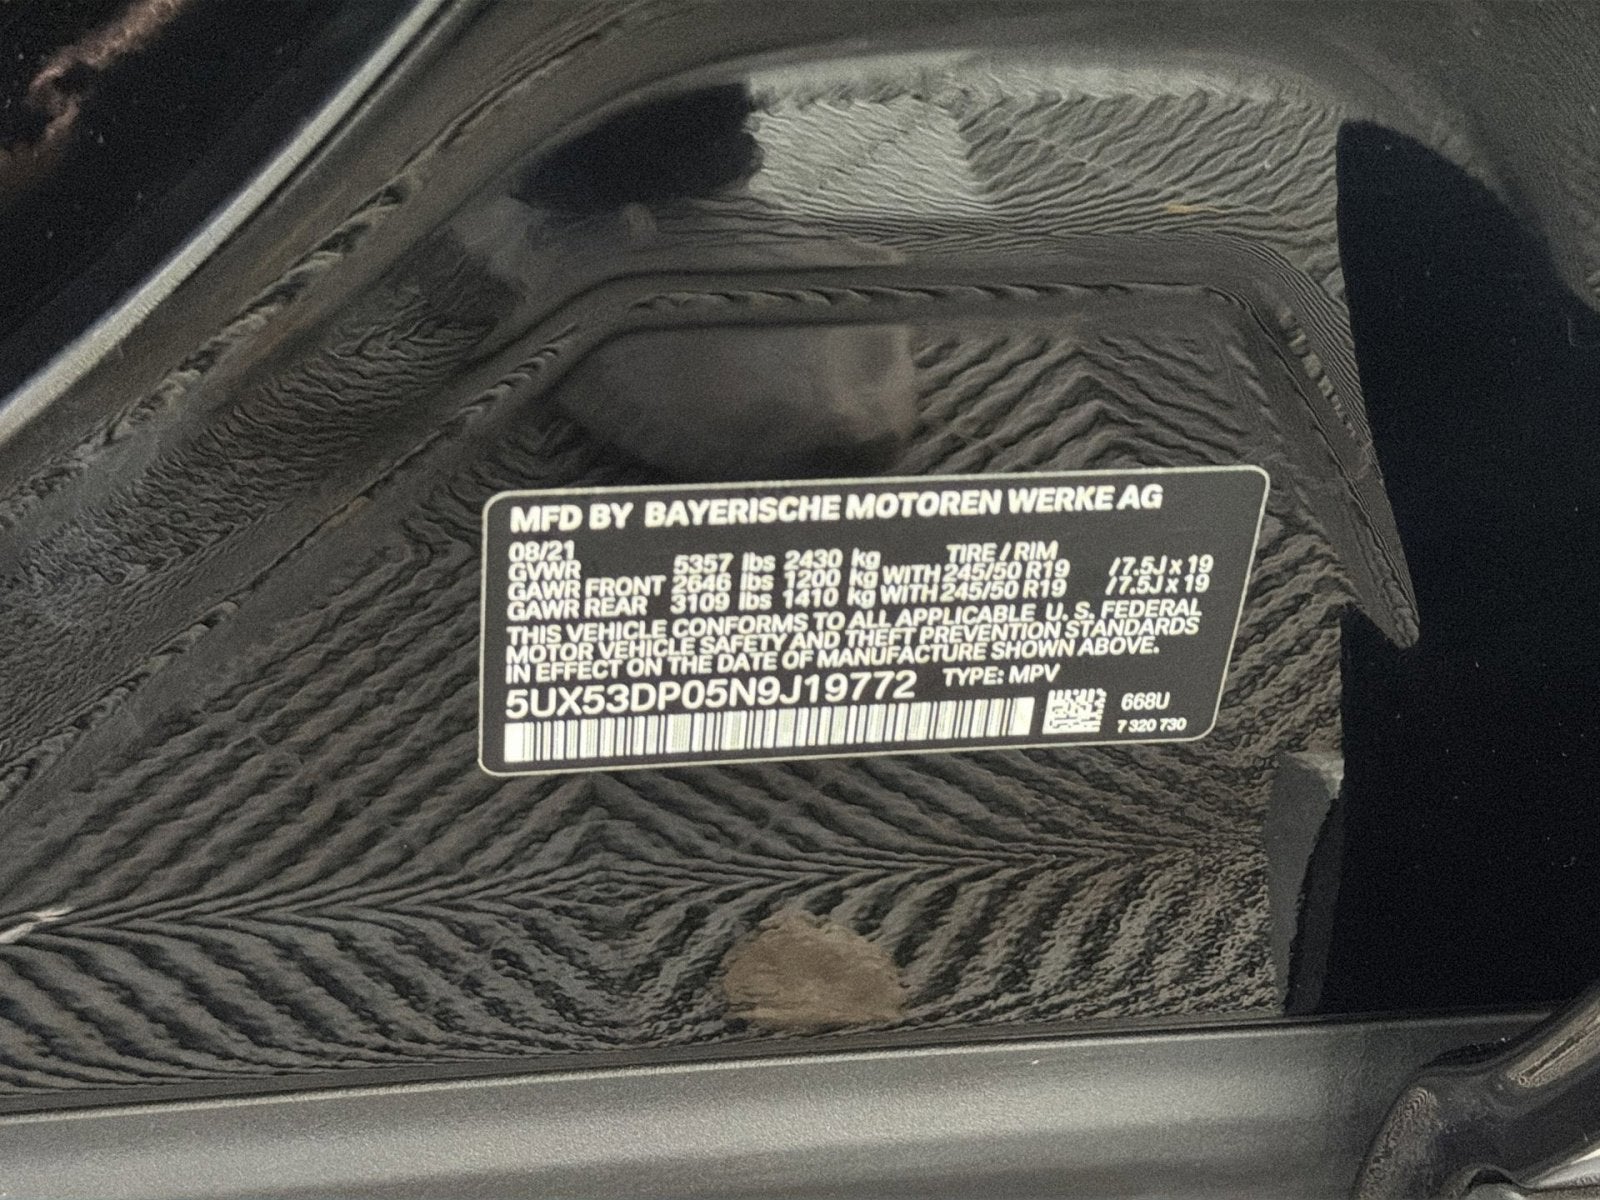 MFD BY BAYERISCHE MOTOREN WERKE AG
08/21 TIRE / RIM
GVWR 5357 lbs 2430 kg
GAWR FRONT 2646 lbs 1200 kg WITH 245/50 R19 /7.5J x 19
GAWR REAR 3109 lbs 1410 kg WITH 245/50 R19 /7.5J x 19
THIS VEHICLE CONFORMS TO ALL APPLICABLE U. S. FEDERAL
MOTOR VEHICLE SAFETY AND THEFT PREVENTION STANDARDS
IN EFFECT ON THE DATE OF MANUFACTURE SHOWN ABOVE.
5UX53DP05N9J19772 TYPE: MPV
668U
7 320 730